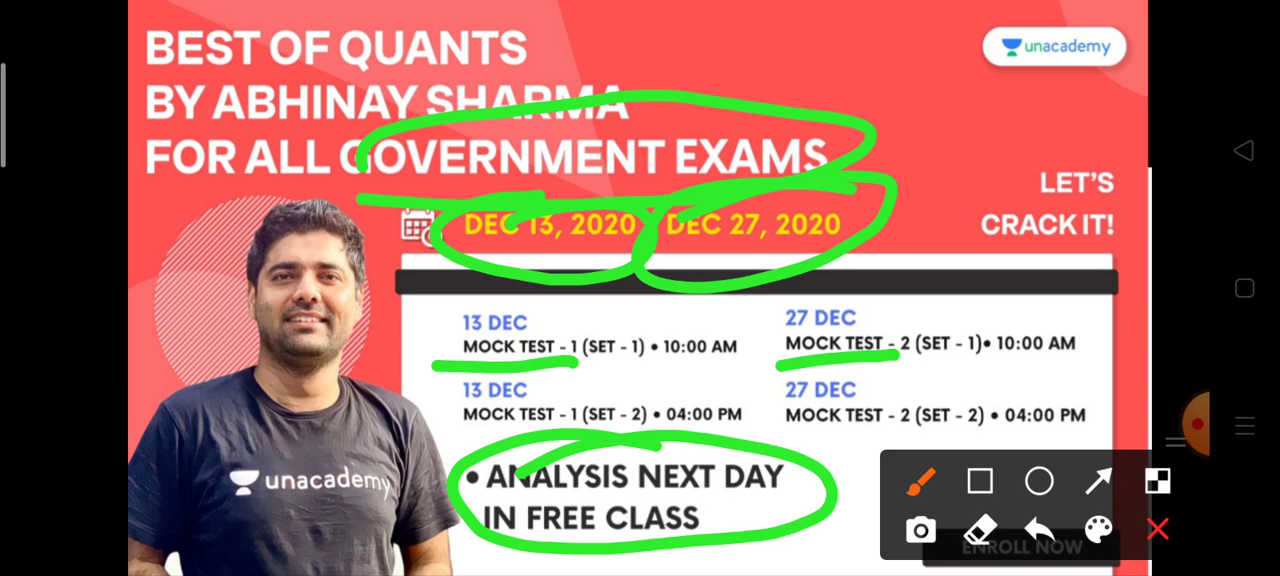 BEST OF QUANTS
BY ABHINAY SHARMA
FOR ALL GOVERNMENT EXAMS
unacademy
LET'S
CRACK IT!
DEC 13, 2020
DEC 27, 2020
13 DEC
MOCK TEST - 1 (SET - 1) • 10:00 AM
27 DEC
MOCK TEST - 2 (SET - 1)• 10:00 AM
13 DEC
MOCK TEST - 1 (SET - 2) • 04:00 PM
27 DEC
MOCK TEST - 2 (SET - 2) • 04:00 PM
• ANALYSIS NEXT DAY
IN FREE CLASS
unacademy
ENROLL NOW